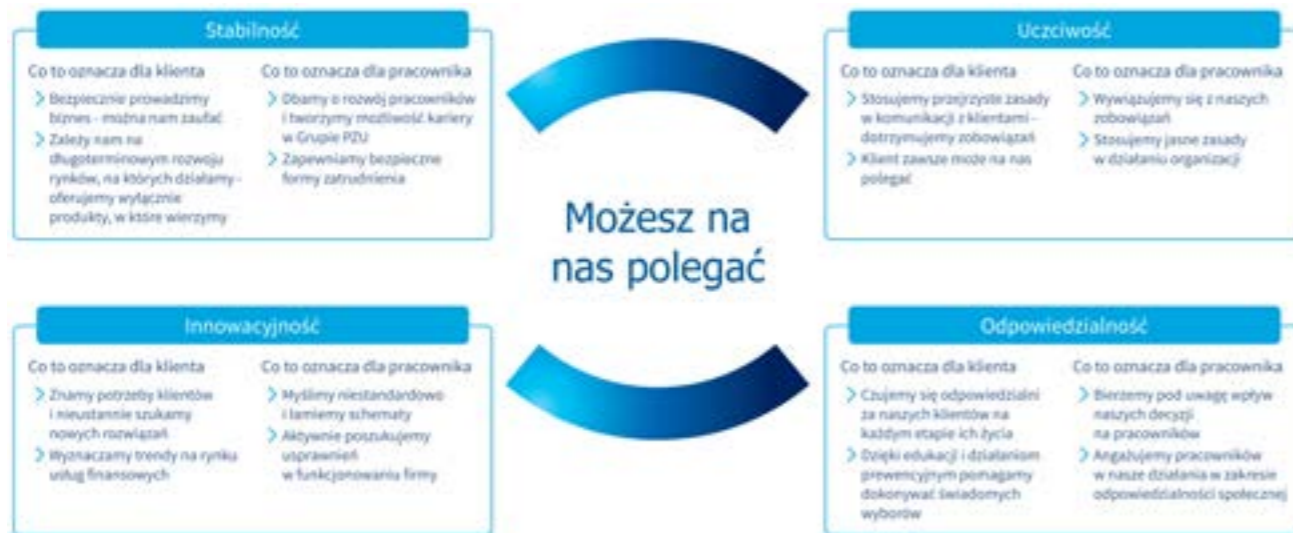 Stabilność
Co to oznacza dla klienta
Bezpiecznie prowadzimy
biznes - można nam zaufać
Zależy nam na
długoterminowym rozwoju
rynków, na których działamy -
oferujemy wyłącznie
produkty, w które wierzymy
Co to oznacza dla pracownika
Dbamy o rozwój pracowników
i tworzymy możliwość kariery
w Grupie PZU
Zapewniamy bezpieczne
formy zatrudnienia
Uczciwość
Co to oznacza dla klienta
Stosujemy przejrzyste zasady
w komunikacji z klientami -
dotrzymujemy zobowiązań
Klient zawsze może na nas
polegać
Co to oznacza dla pracownika
Wywiązujemy się z naszych
zobowiązań
Stosujemy jasne zasady
w działaniu organizacji
Możesz na
nas polegać
Innowacyjność
Co to oznacza dla klienta
Znamy potrzeby klientów
i nieustannie szukamy
nowych rozwiązań
Wyznaczamy trendy na rynku
usług finansowych
Co to oznacza dla pracownika
Myślimy niestandardowo
i łamiemy schematy
Aktywnie poszukujemy
usprawnień
w funkcjonowaniu firmy
Odpowiedzialność
Co to oznacza dla klienta
Czujemy się odpowiedzialni
za naszych klientów na
każdym etapie ich życia
Dzięki edukacji i działaniom
prewencyjnym pomagamy
dokonywać świadomych
wyborów
Co to oznacza dla pracownika
Bierzemy pod uwagę wpływ
naszych decyzji
na pracowników
Angażujemy pracowników
w nasze działania w zakresie
odpowiedzialności społecznej